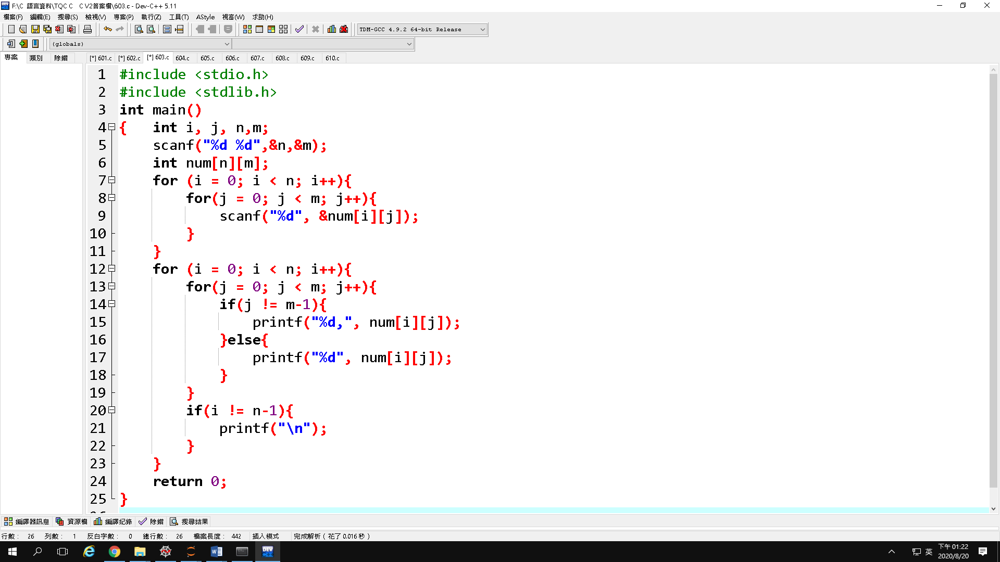 F:\C 語言資料\TQC C   C V2答案檔\603.c - Dev-C++ 5.11
檔案(F) 編輯(E) 搜尋(S) 檢視(V) 專案(P) 執行(Z) 工具(T) AStyle 視窗(W) 求助(H)
TDM-GCC 4.9.2 64-bit Release
(globals)
專案 類別 除錯 [*] 601.c [*] 602.c [*] 603.c 604.c 605.c 606.c 607.c 608.c 609.c 610.c
1 #include <stdio.h>
2 #include <stdlib.h>
3 int main()
4 {   int i, j, n,m;
5     scanf("%d %d",&n,&m);
6     int num[n][m];
7     for (i = 0; i < n; i++){
8         for(j = 0; j < m; j++){
9             scanf("%d", &num[i][j]);
10         }
11     }
12     for (i = 0; i < n; i++){
13         for(j = 0; j < m; j++){
14             if(j != m-1){
15                 printf("%d,", num[i][j]);
16             }else{
17                 printf("%d", num[i][j]);
18             }
19         }
20         if(i != n-1){
21             printf("\n");
22         }
23     }
24     return 0;
25 }
編譯器訊息 資源檔 編譯紀錄 除錯 搜尋結果
行數: 26 列數: 1 反白字數: 0 總行數: 26 檔案長度: 442 插入模式 完成解析 (花了 0.016 秒)
DEV
英
下午 01:22
2020/8/20